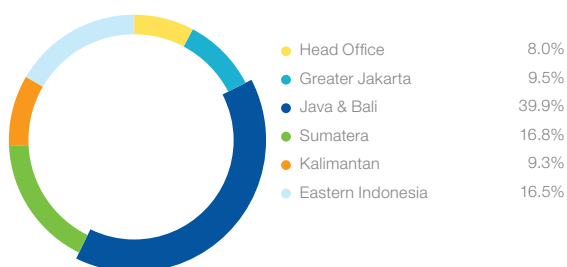 Head Office 8.0%
Greater Jakarta 9.5%
Java & Bali 39.9%
Sumatera 16.8%
Kalimantan 9.3%
Eastern Indonesia 16.5%